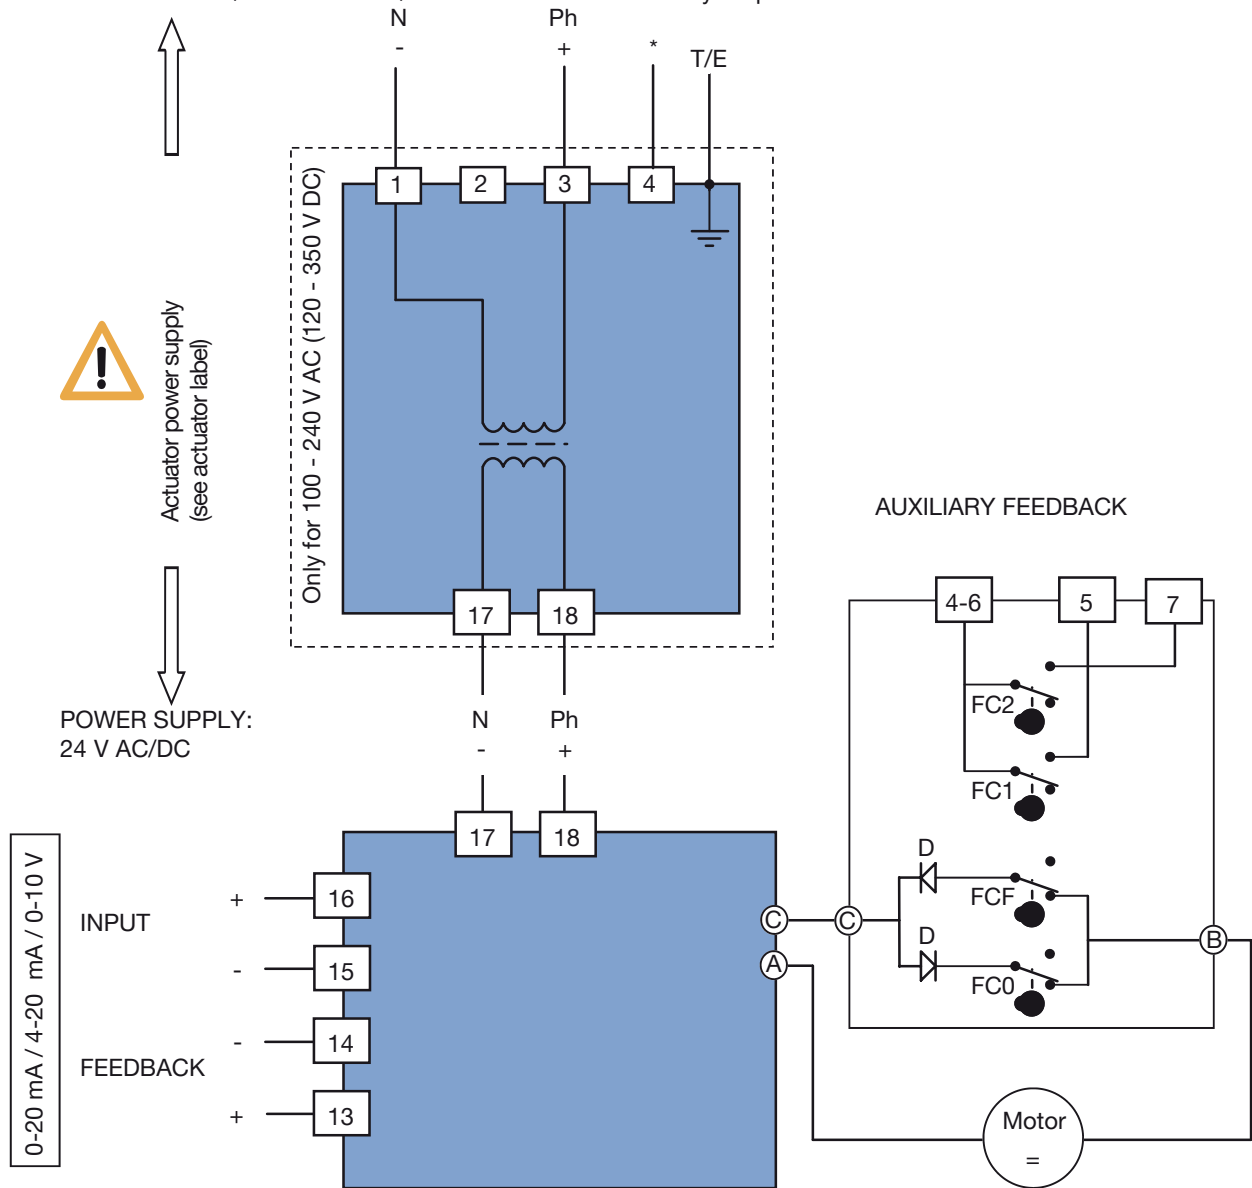 N
Ph
-
+
*
T/E
1
2
3
4
Only for 100 - 240 V AC (120 - 350 V DC)
Actuator power supply
(see actuator label)
17
18
POWER SUPPLY:
24 V AC/DC
N
Ph
-
+
17
18
0-20 mA / 4-20 mA / 0-10 V
INPUT
+
16
-
15
FEEDBACK
-
14
+
13
C
A
AUXILIARY FEEDBACK
4-6
5
7
FC2
FC1
D
FCF
C
D
FC0
B
Motor
=